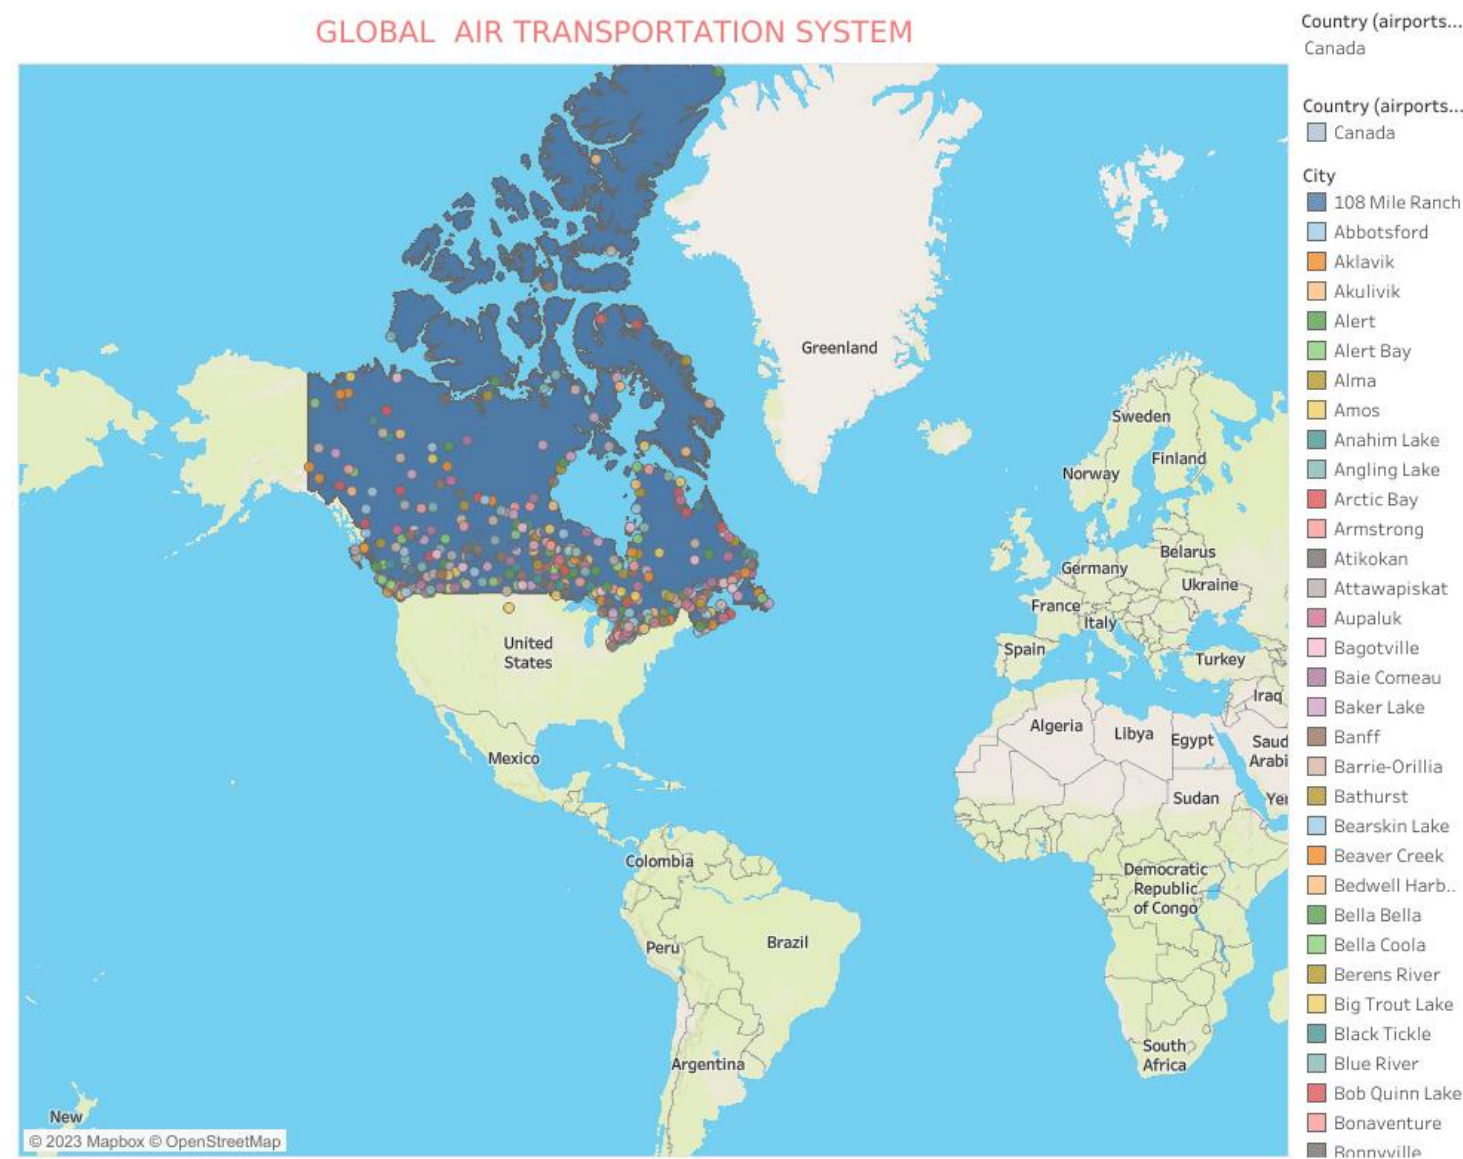 GLOBAL AIR TRANSPORTATION SYSTEM
Country (airports...
Canada
Country (airports...
Canada
City
108 Mile Ranch
Abbotsford
Aklavik
Akulivik
Alert
Alert Bay
Alma
Amos
Anahim Lake
Angling Lake
Arctic Bay
Armstrong
Atikokan
Attawapiskat
Aupaluk
Bagotville
Baie Comeau
Baker Lake
Banff
Barrie-Orillia
Bathurst
Bearskin Lake
Beaver Creek
Bedwell Harb..
Bella Bella
Bella Coola
Berens River
Big Trout Lake
Black Tickle
Blue River
Bob Quinn Lake
Bonaventure
Bonnyville
Greenland
Sweden
Finland
Norway
Belarus
Germany
Ukraine
France
Italy
Spain
Turkey
Iraq
United
States
Algeria
Libya
Egypt
Saud
Arabi
Mexico
Sudan
Yer
Colombia
Democratic
Republic
of Congo
Peru
Brazil
South
Africa
Argentina
New
© 2023 Mapbox © OpenStreetMap